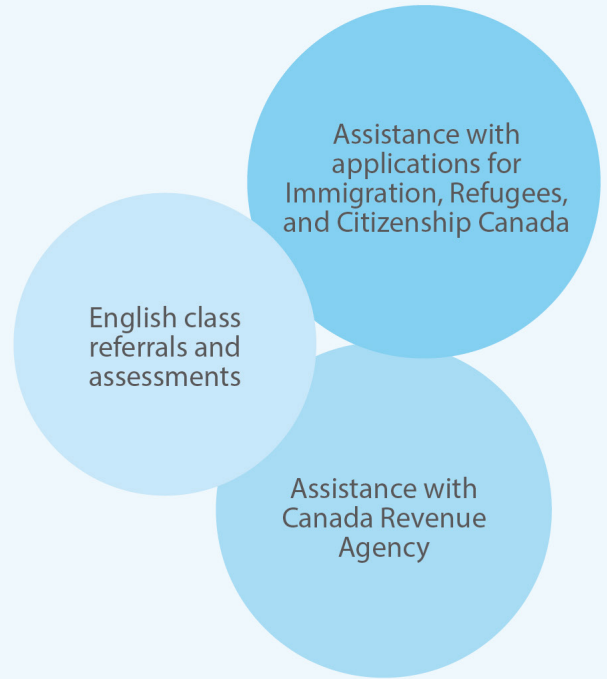 Assistance with
applications for
Immigration, Refugees,
and Citizenship Canada
English class
referrals and
assessments
Assistance with
Canada Revenue
Agency